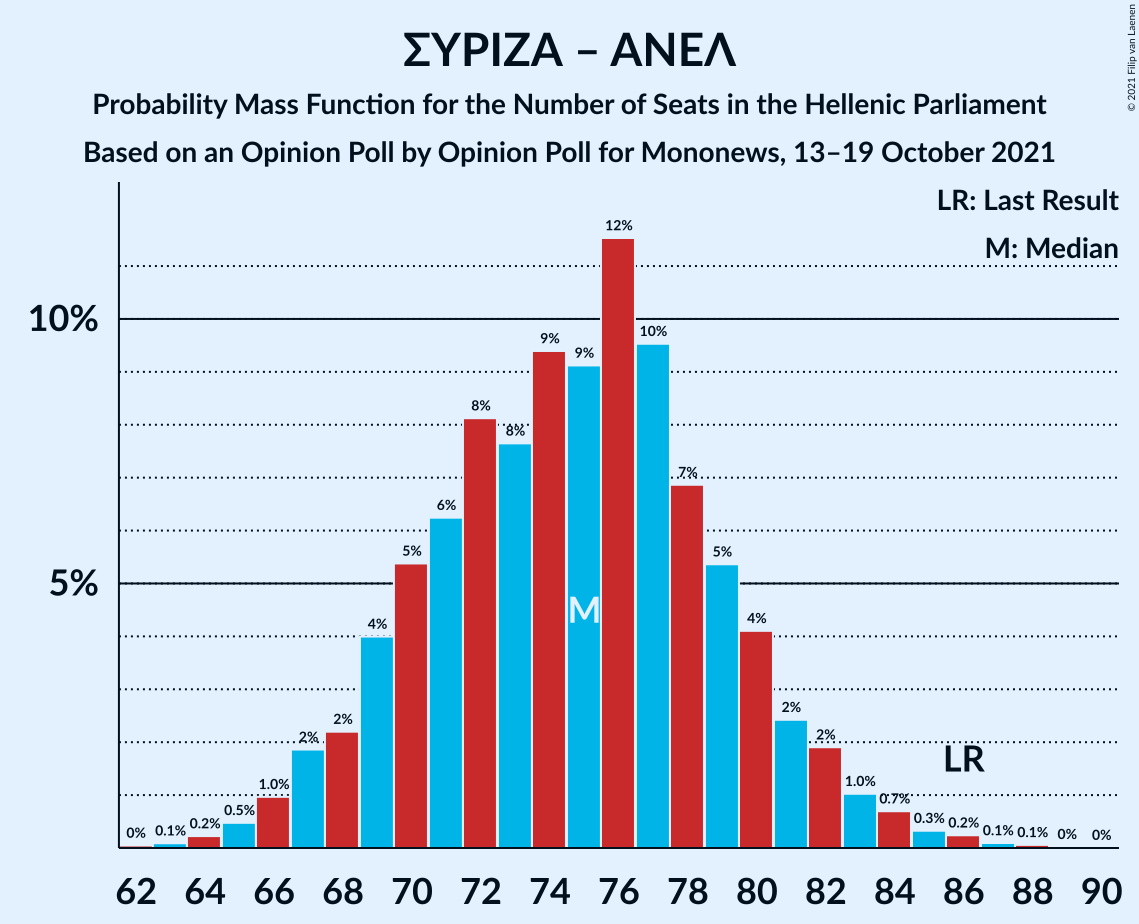 ΣΥΡΙΖΑ – ΑΝΕΛ
Probability Mass Function for the Number of Seats in the Hellenic Parliament
Based on an Opinion Poll by Opinion Poll for Mononews, 13–19 October 2021
© 2021 Filip van Laenen
LR: Last Result
M: Median
10%
5%
0% 0.1% 0.2% 0.5% 1.0% 2% 2% 4% 5% 6% 8% 8% 9% 9% 12% 10% 7% 5% 4% 2% 2% 1.0% 0.7% 0.3% 0.2% 0.1% 0.1% 0% 0%
M
LR
62 64 66 68 70 72 74 76 78 80 82 84 86 88 90